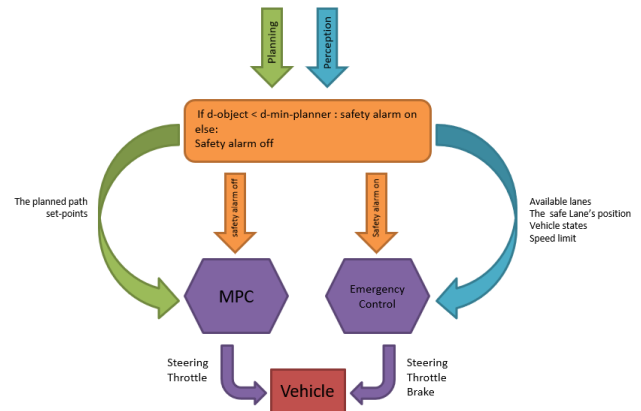 Planning
Perception
If d-object < d-min-planner : safety alarm on
else:
Safety alarm off
The planned path
set-points
safety alarm off
Safety alarm on
Available lanes
The safe Lane's position
Vehicle states
Speed limit
MPC
Emergency
Control
Steering
Throttle
Vehicle
Steering
Throttle
Brake